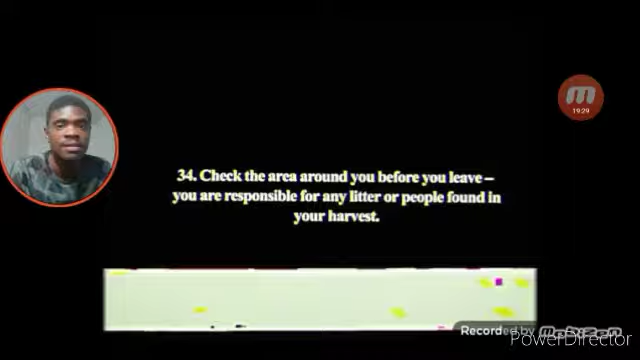 19:29
34. Check the area around you before you leave –
you are responsible for any litter or people found in
your harvest.
Recorded by mobizen
PowerDirector